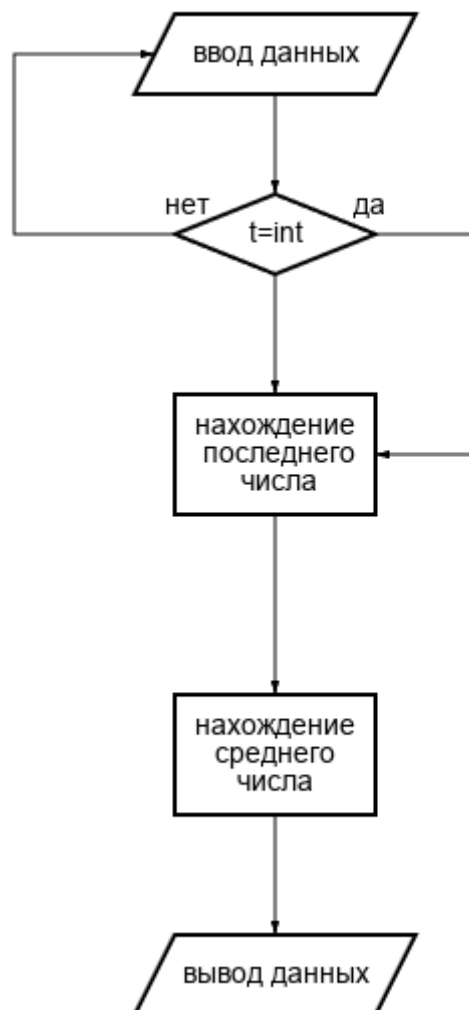 ввод данных
нет
да
t=int
нахождение
последнего
числа
нахождение
среднего
числа
вывод данных